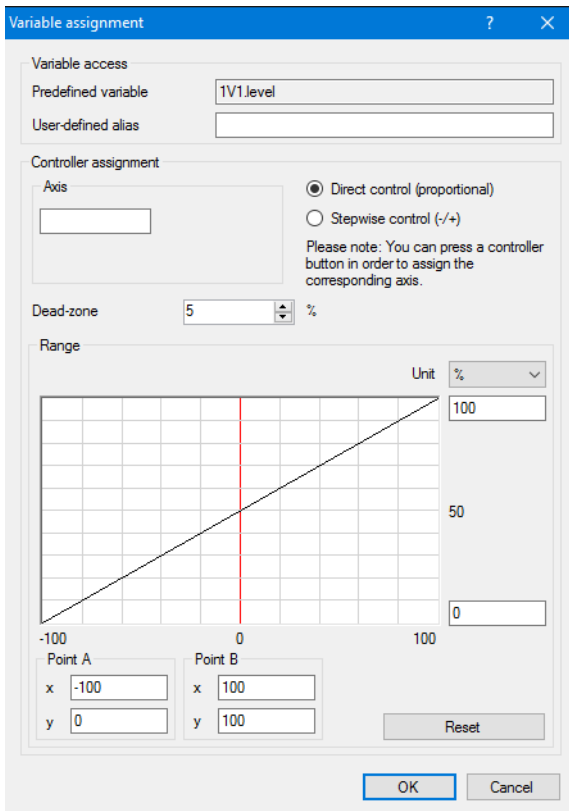 Variable assignment ? ×
Variable access
Predefined variable 1V1.level
User-defined alias
Controller assignment
Axis
Direct control (proportional)
Stepwise control (-/+)
Please note: You can press a controller
button in order to assign the
corresponding axis.
Dead-zone 5 %
Range
Unit %
100
50
0
-100 0 100
Point A Point B
x -100 x 100
y 0 y 100
Reset
OK Cancel